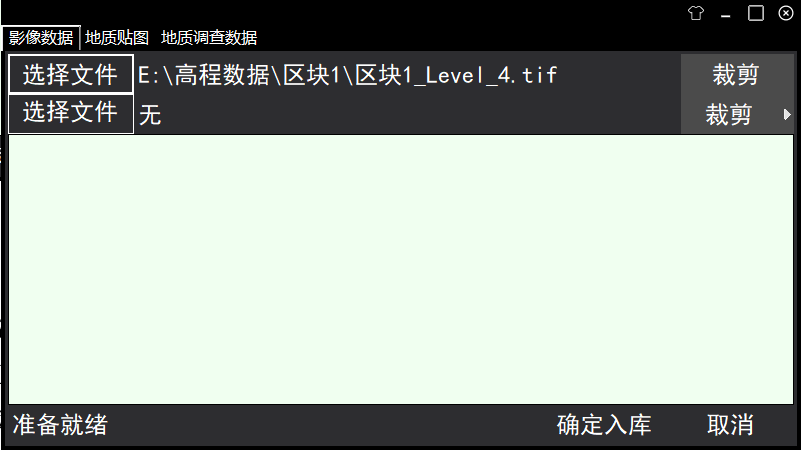 影像数据 地质贴图 地质调查数据
选择文件 E:\高程数据\区块1\区块1_Level_4.tif 裁剪
选择文件 无 裁剪
准备就绪 确定入库 取消